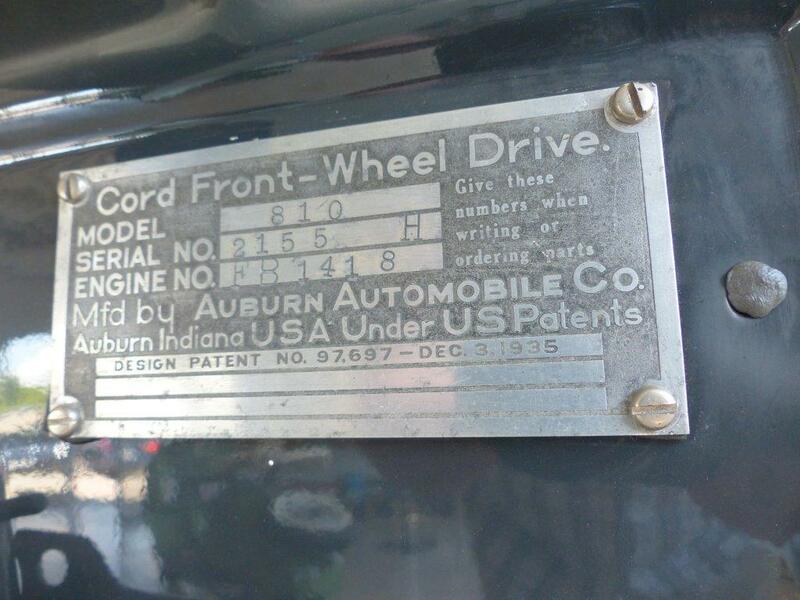 Cord Front-Wheel Drive.
MODEL 810
SERIAL NO. 2155 H
ENGINE NO. FB1418
Give these
numbers when
writing or
ordering parts
Mfd by AUBURN AUTOMOBILE CO.
Auburn Indiana USA Under US Patents
DESIGN PATENT NO. 97,697-DEC. 3, 1935